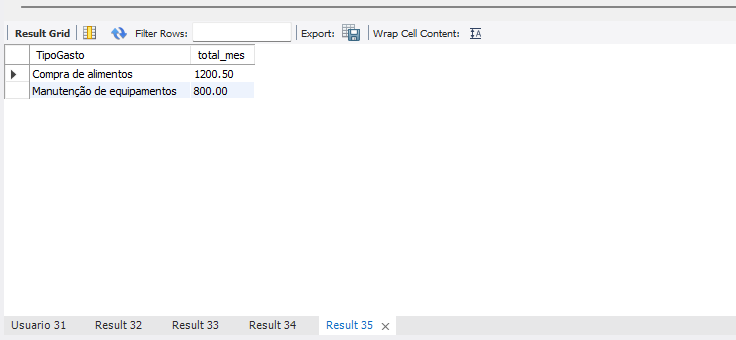 Result Grid Filter Rows: Export: Wrap Cell Content: IA
TipoGasto total_mes
Compra de alimentos 1200.50
Manutenção de equipamentos 800.00
Usuario 31 Result 32 Result 33 Result 34 Result 35